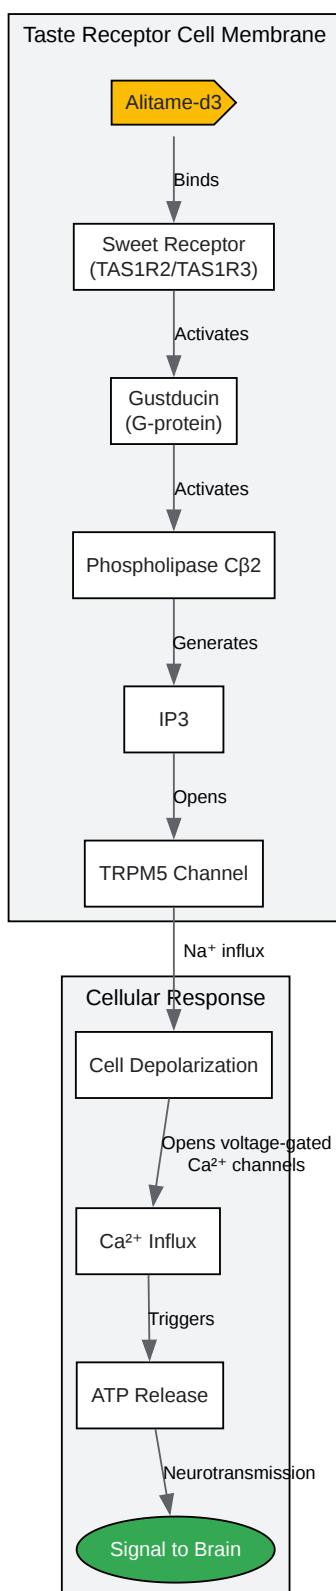 Taste Receptor Cell Membrane
Alitame-d3
Binds
Sweet Receptor
(TAS1R2/TAS1R3)
Activates
Gustducin
(G-protein)
Activates
Phospholipase Cβ2
Generates
IP3
Opens
TRPM5 Channel
Na⁺ influx
Cellular Response
Cell Depolarization
Opens voltage-gated
Ca²⁺ channels
Ca²⁺ Influx
Triggers
ATP Release
Neurotransmission
Signal to Brain